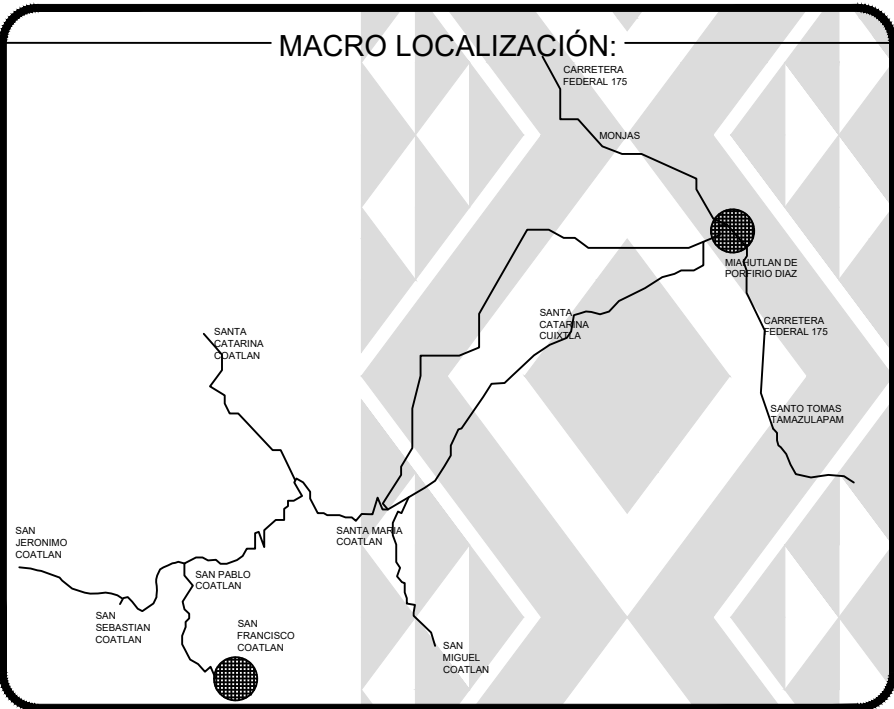 MACRO LOCALIZACIÓN:
CARRETERA
FEDERAL 175
MONJAS
MIAHUTLAN DE
PORFIRIO DIAZ
SANTA
CATARINA
CUIXTLA
CARRETERA
FEDERAL 175
SANTA
CATARINA
COATLAN
SANTO TOMAS
TAMAZULAPAM
SANTA MARIA
COATLAN
SAN
JERONIMO
COATLAN
SAN PABLO
COATLAN
SAN
SEBASTIAN
COATLAN
SAN
FRANCISCO
COATLAN
SAN
MIGUEL
COATLAN